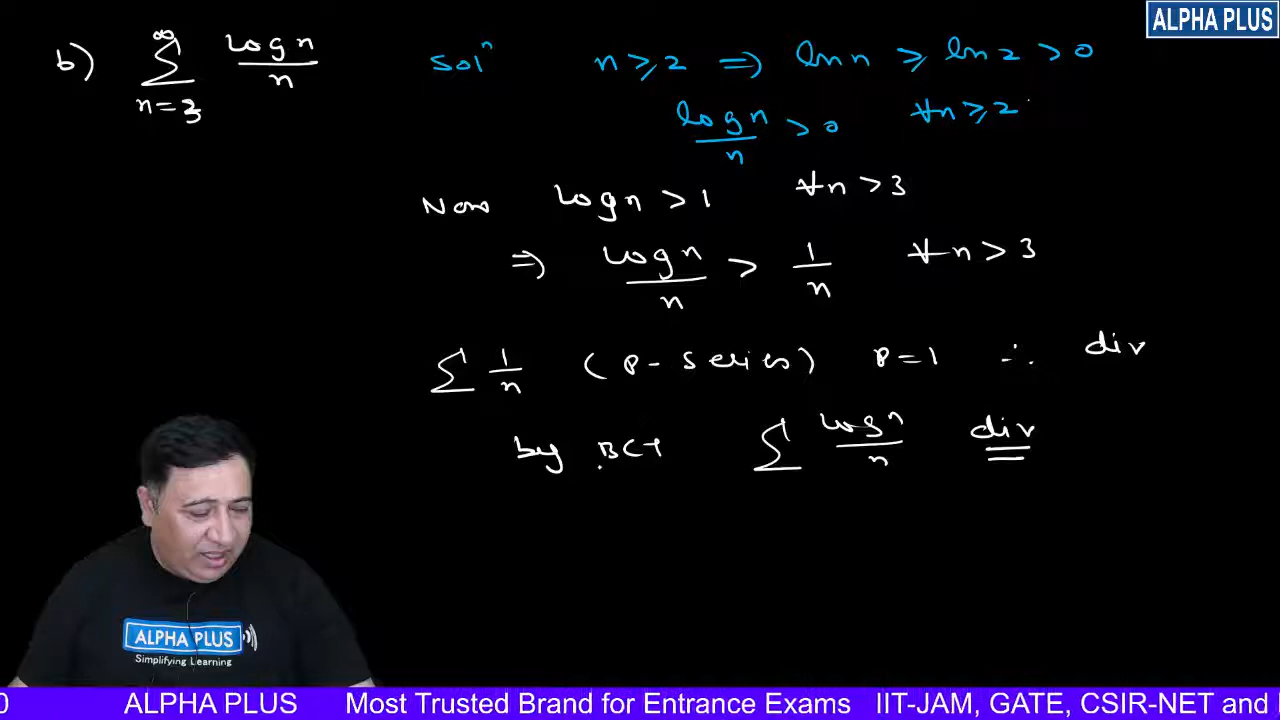 ALPHA PLUS
b) ∞ ∑ n=3 log n / n
solⁿ n ≥ 2 ⇒ ln n ≥ ln 2 > 0
log n / n > 0 ∀ n ≥ 2
Now log n > 1 ∀ n > 3
⇒ log n / n > 1 / n ∀ n > 3
∑ 1 / n (P - Series) P = 1 ∴ div
by BCT ∑ log n / n div
ALPHA PLUS
Simplifying Learning
0 ALPHA PLUS Most Trusted Brand for Entrance Exams IIT-JAM, GATE, CSIR-NET and